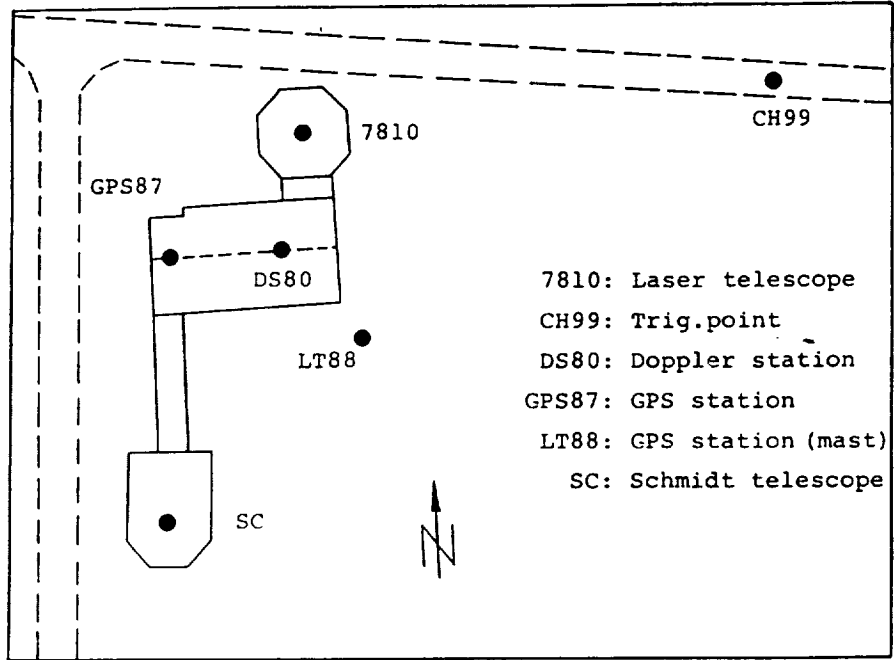 7810
CH99
GPS87
DS80
LT88
SC
7810: Laser telescope
CH99: Trig.point
DS80: Doppler station
GPS87: GPS station
LT88: GPS station (mast)
SC: Schmidt telescope
N